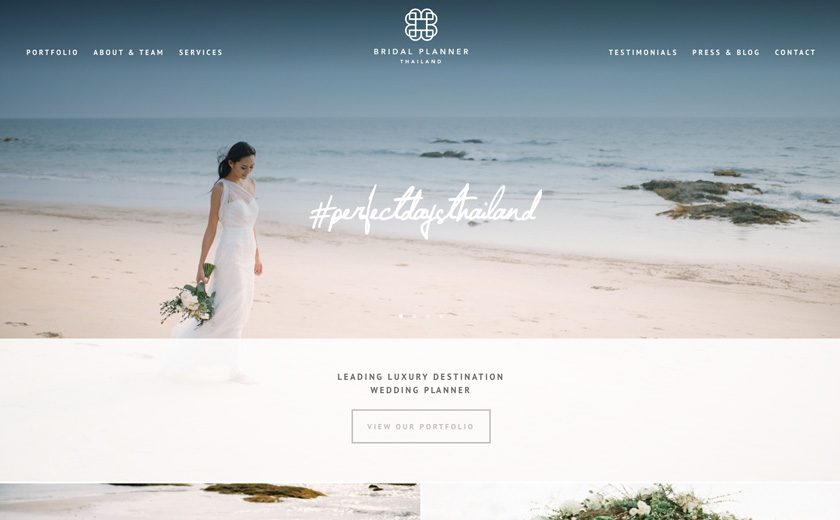 BRIDAL PLANNER
THAILAND
PORTFOLIO ABOUT & TEAM SERVICES
TESTIMONIALS PRESS & BLOG CONTACT
#perfectdaysthailand
LEADING LUXURY DESTINATION
WEDDING PLANNER
VIEW OUR PORTFOLIO